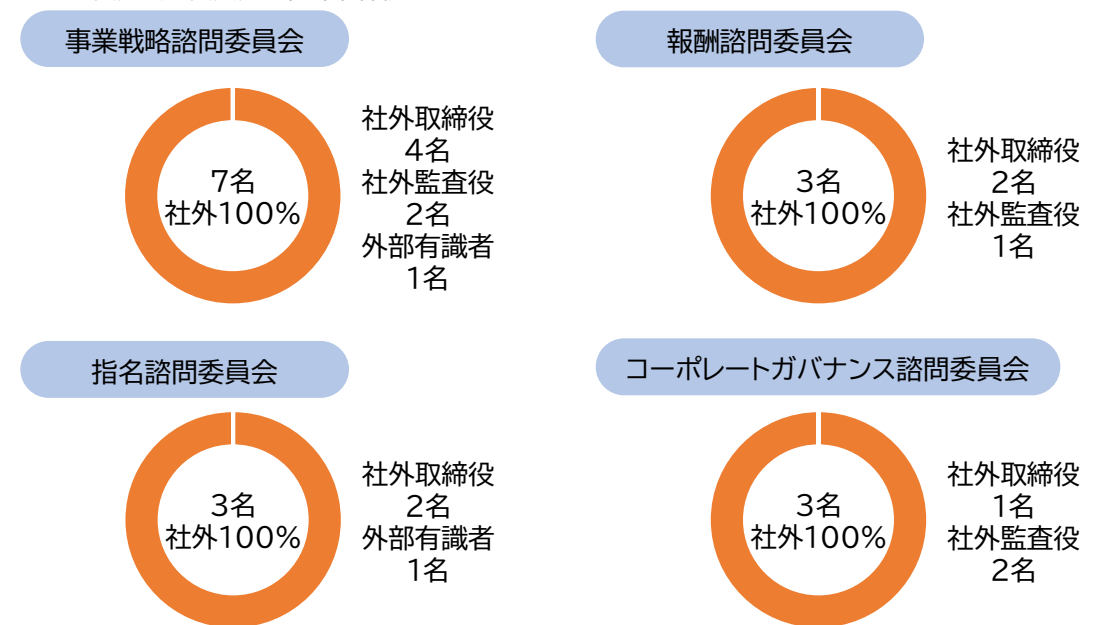 事業戦略諮問委員会
7名
社外100%
社外取締役
4名
社外監査役
2名
外部有識者
1名
報酬諮問委員会
3名
社外100%
社外取締役
2名
社外監査役
1名
指名諮問委員会
3名
社外100%
社外取締役
2名
外部有識者
1名
コーポレートガバナンス諮問委員会
3名
社外100%
社外取締役
1名
社外監査役
2名